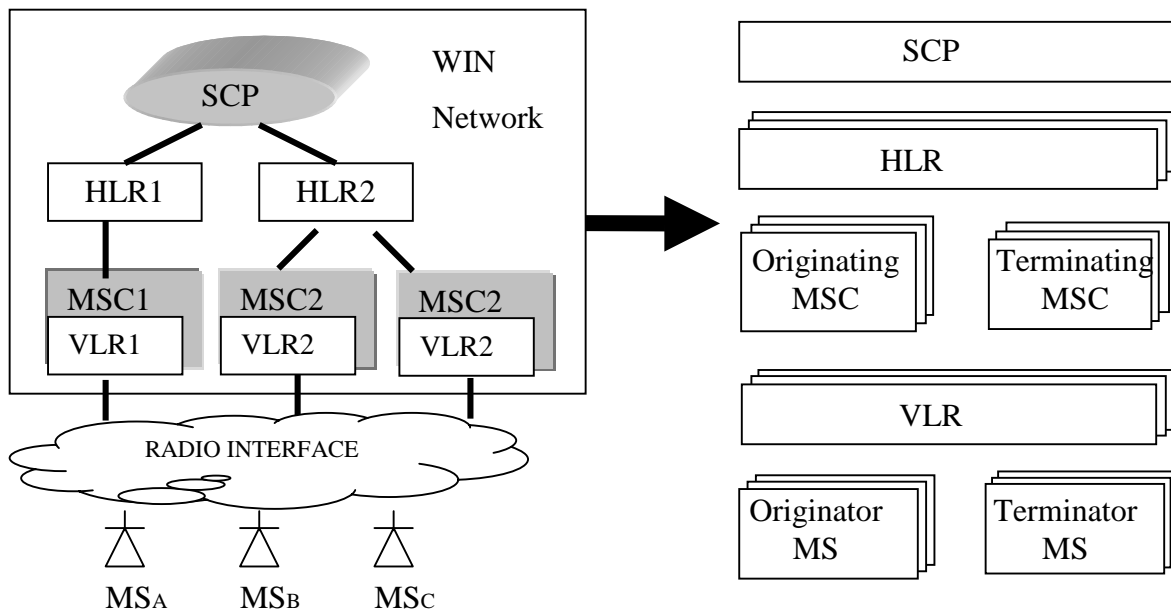 SCP
WIN
Network
HLR1
HLR2
MSC1
VLR1
MSC2
VLR2
MSC2
VLR2
RADIO INTERFACE
MSA
MSB
MSC
SCP
HLR
Originating
MSC
Terminating
MSC
VLR
Originator
MS
Terminator
MS